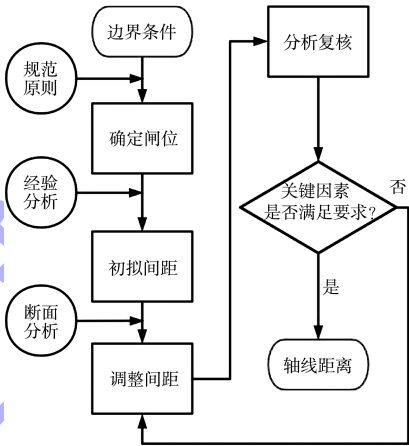 边界条件
规范
原则
确定闸位
经验
分析
初拟间距
断面
分析
调整间距
分析复核
关键因素
是否满足要求?
否
是
轴线距离